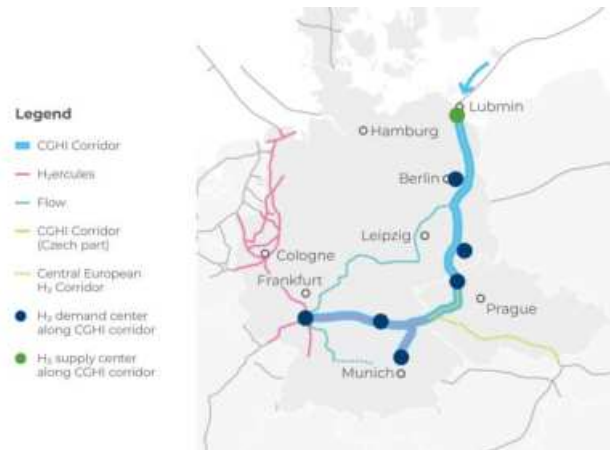 Legend
CGHI Corridor
H₂ercules
Flow
CGHI Corridor
(Czech part)
Central European
H₂ Corridor
H₂ demand center
along CGHI corridor
H₂ supply center
along CGHI corridor
Lubmin
Hamburg
Berlin
Leipzig
Cologne
Frankfurt
Prague
Munich